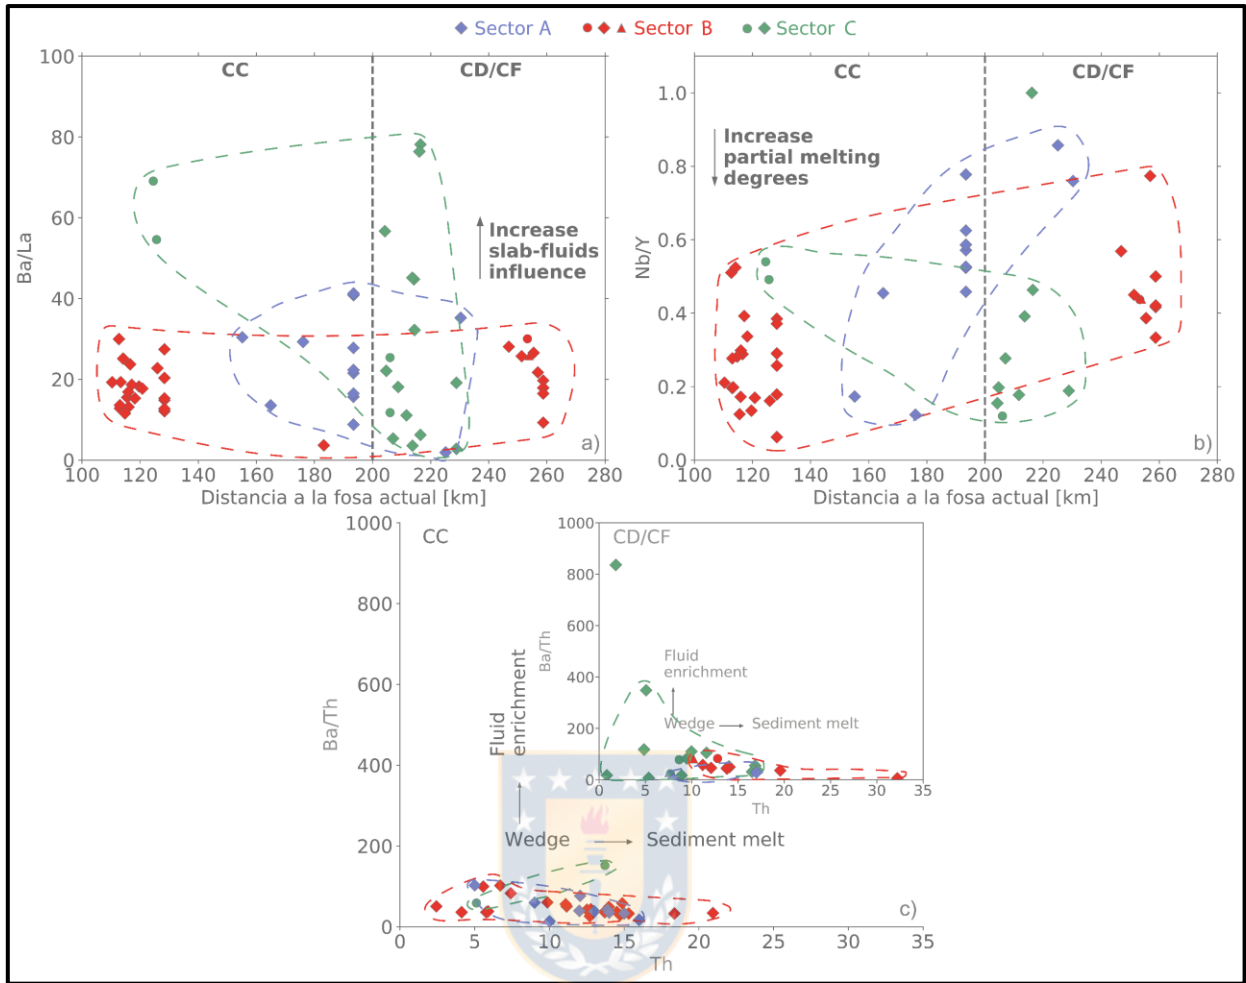 Sector A Sector B Sector C
CC CD/CF
100
80
60
40
20
0
Ba/La
Increase
slab-fluids
influence
a)
100 120 140 160 180 200 220 240 260 280
Distancia a la fosa actual [km]
CC CD/CF
1.0
0.8
0.6
0.4
0.2
0.0
Nb/Y
Increase
partial melting
degrees
b)
100 120 140 160 180 200 220 240 260 280
Distancia a la fosa actual [km]
CC
1000
800
600
400
200
0
Ba/Th
Fluid
enrichment
Wedge Sediment melt
c)
0 5 10 15 20 25 30 35
Th
CD/CF
1000
800
600
400
200
0
Ba/Th
Fluid
enrichment
Wedge Sediment melt
0 5 10 15 20 25 30 35
Th